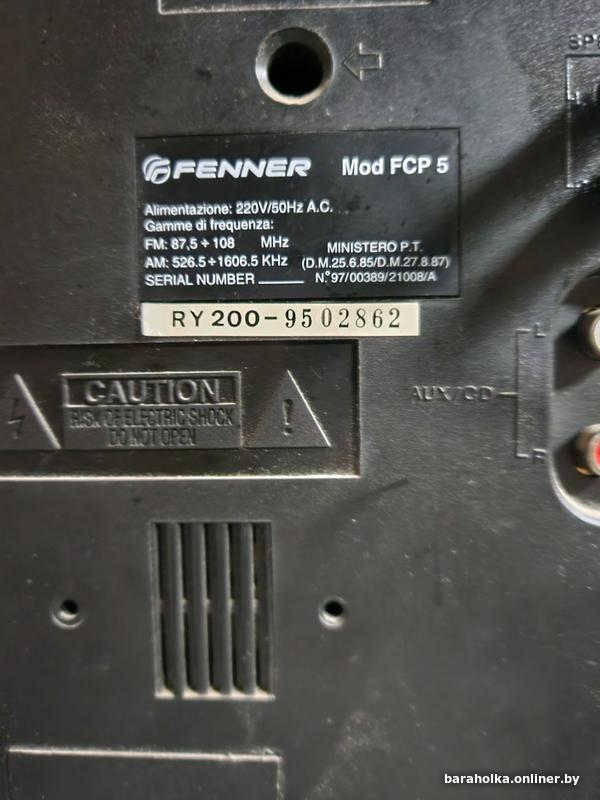 FENNER Mod FCP 5
Alimentazione: 220V/50Hz A.C.
Gamme di frequenza:
FM: 87,5÷108 MHz MINISTERO P.T.
AM: 526.5÷1606.5 KHz (D.M.25.6.85/D.M.27.8.87)
SERIAL NUMBER N.º97/00389/21008/A
RY200-9502862
CAUTION
RISK OF ELECTRIC SHOCK
DO NOT OPEN
L
AUX/CD
R
baraholka.onliner.by